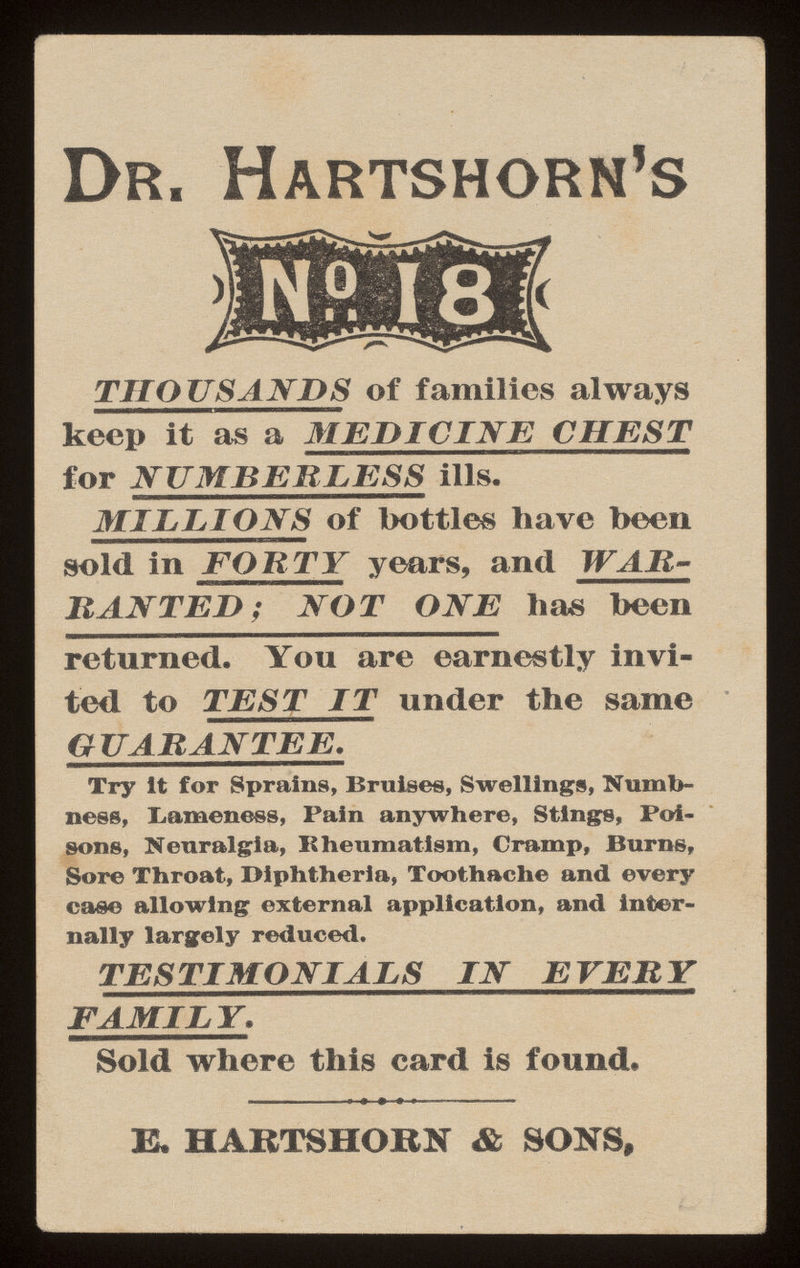 DR. HARTSHORN'S
No 18
THOUSANDS of families always
keep it as a MEDICINE CHEST
for NUMBERLESS ills.
MILLIONS of bottles have been
sold in FORTY years, and WAR-
RANTED; NOT ONE has been
returned. You are earnestly invi-
ted to TEST IT under the same
GUARANTEE.
Try it for Sprains, Bruises, Swellings, Numb-
ness, Lameness, Pain anywhere, Stings, Poi-
sons, Neuralgia, Rheumatism, Cramp, Burns,
Sore Throat, Diphtheria, Toothache and every
case allowing external application, and inter-
nally largely reduced.
TESTIMONIALS IN EVERY
FAMILY.
Sold where this card is found.
E. HARTSHORN & SONS,